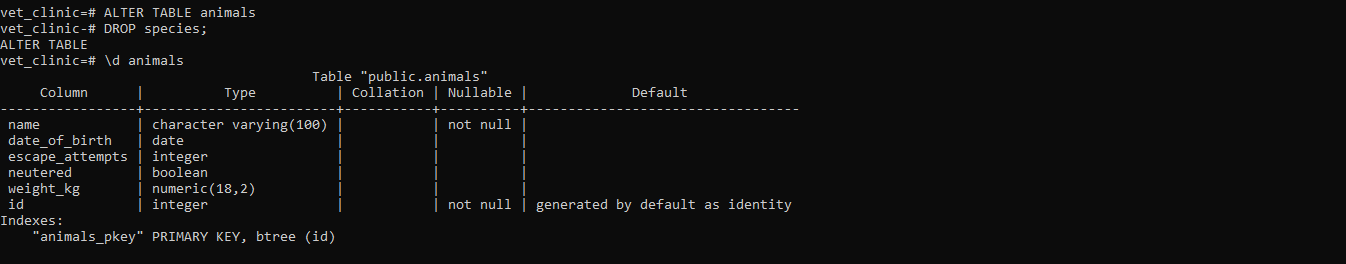 vet_clinic=# ALTER TABLE animals
vet_clinic-# DROP species;
ALTER TABLE
vet_clinic=# \d animals
                                       Table "public.animals"
     Column      |          Type          | Collation | Nullable |             Default
-----------------+------------------------+-----------+----------+----------------------------------
 name            | character varying(100) |           | not null |
 date_of_birth   | date                   |           |          |
 escape_attempts | integer                |           |          |
 neutered        | boolean                |           |          |
 weight_kg       | numeric(18,2)          |           |          |
 id              | integer                |           | not null | generated by default as identity
Indexes:
    "animals_pkey" PRIMARY KEY, btree (id)